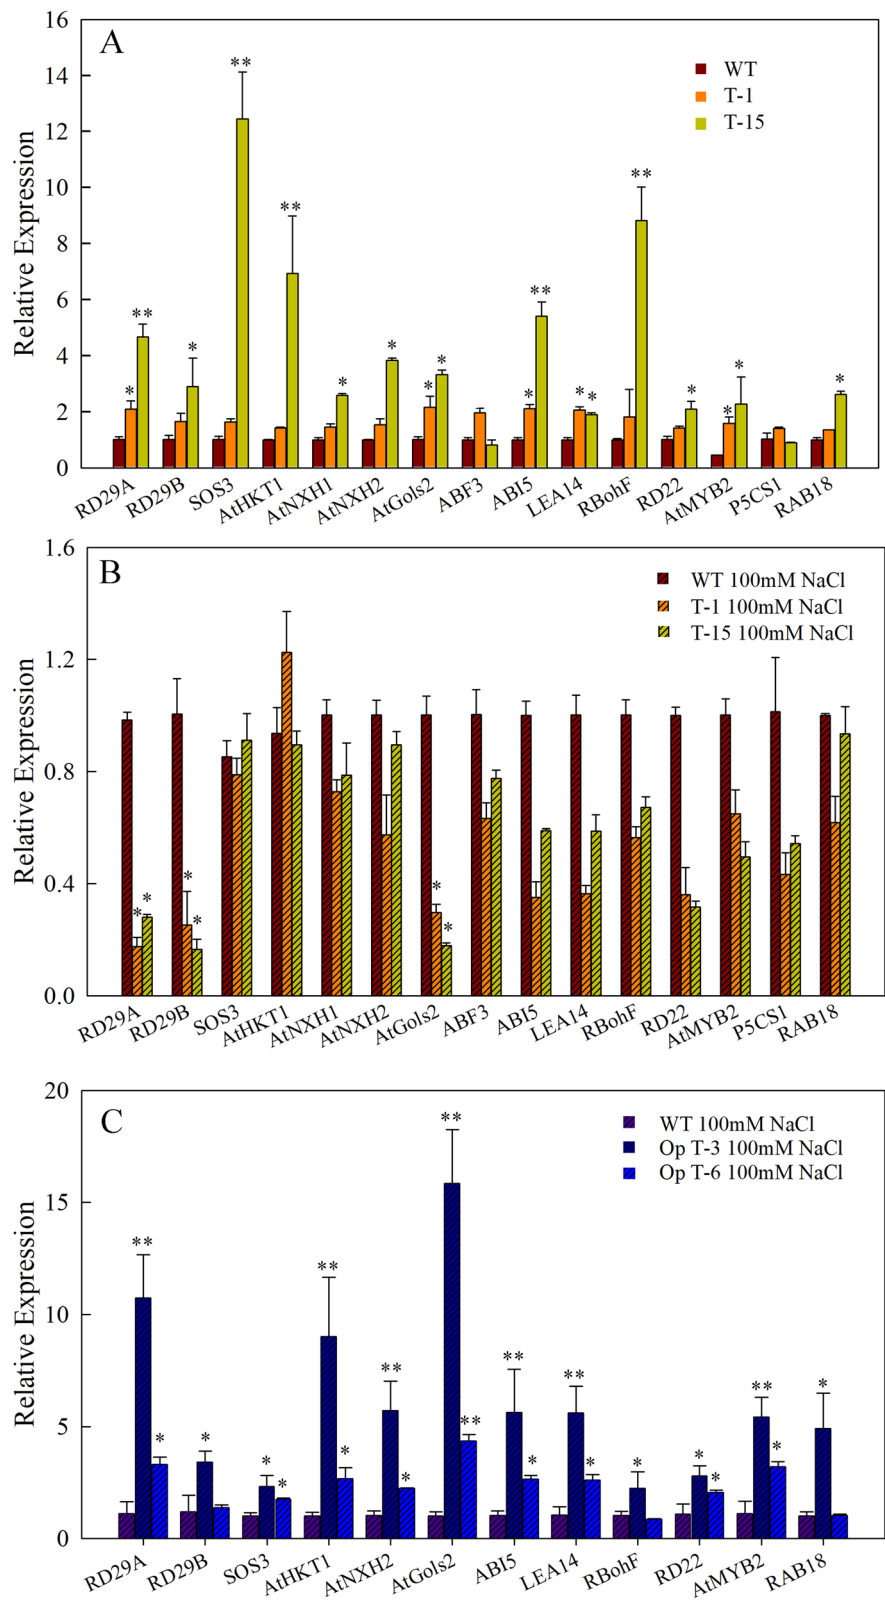 A
WT
T-1
T-15
Relative Expression
16
14
12
10
8
6
4
2
0
** * ** * ** ** * * * * * ** * * * ** * * * *
RD29A RD29B SOS3 AtHKT1 AtNXH1 AtNXH2 AtGols2 ABF3 ABI5 LEA14 RBohF RD22 AtMYB2 P5CS1 RAB18
B
WT 100mM NaCl
T-1 100mM NaCl
T-15 100mM NaCl
Relative Expression
1.6
1.2
0.8
0.4
0.0
* * * * * *
RD29A RD29B SOS3 AtHKT1 AtNXH1 AtNXH2 AtGols2 ABF3 ABI5 LEA14 RBohF RD22 AtMYB2 P5CS1 RAB18
C
WT 100mM NaCl
Op T-3 100mM NaCl
Op T-6 100mM NaCl
Relative Expression
20
15
10
5
0
** * * * * ** * ** * ** ** ** * ** * * * * ** * *
RD29A RD29B SOS3 AtHKT1 AtNXH2 AtGols2 ABI5 LEA14 RBohF RD22 AtMYB2 RAB18